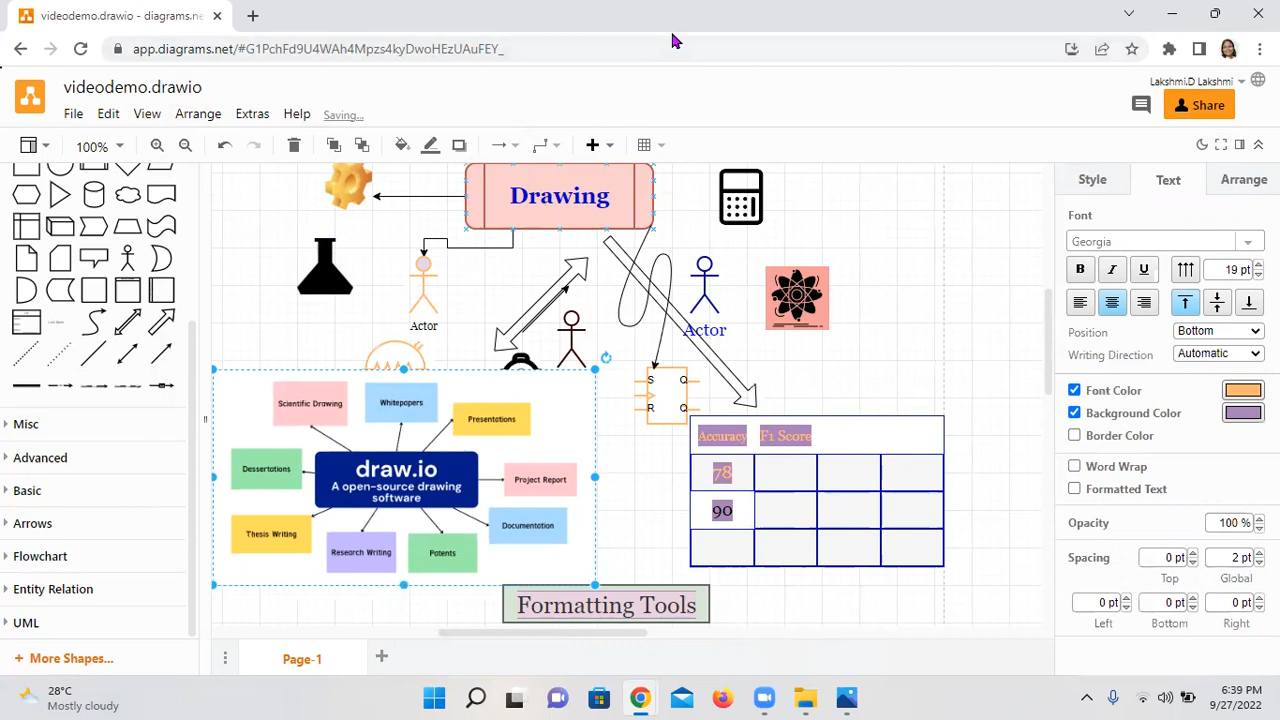 videodemo.drawio - diagrams.ne
app.diagrams.net/#G1PchFd9U4WAh4Mpzs4kyDwoHEzUAuFEY_
videodemo.drawio
Lakshmi.D Lakshmi
File Edit View Arrange Extras Help Saving...
Share
100%
Style Text Arrange
Drawing
Font
Georgia
B I U 19 pt
Actor
Actor
Position Bottom
Writing Direction Automatic
S Q
R Q
Font Color
Background Color
Border Color
Word Wrap
Formatted Text
Opacity 100 %
Spacing 0 pt 2 pt
Top Global
0 pt 0 pt 0 pt
Left Bottom Right
Accuracy F1 Score
78
90
Scientific Drawing
Whitepopers
Presentations
Dessertations
draw.io
A open-source drawing
software
Project Report
Thesis Writing
Documentation
Research Writing
Patents
Formatting Tools
Misc
Advanced
Basic
Arrows
Flowchart
Entity Relation
UML
More Shapes...
Page-1
28°C
Mostly cloudy
6:39 PM
9/27/2022